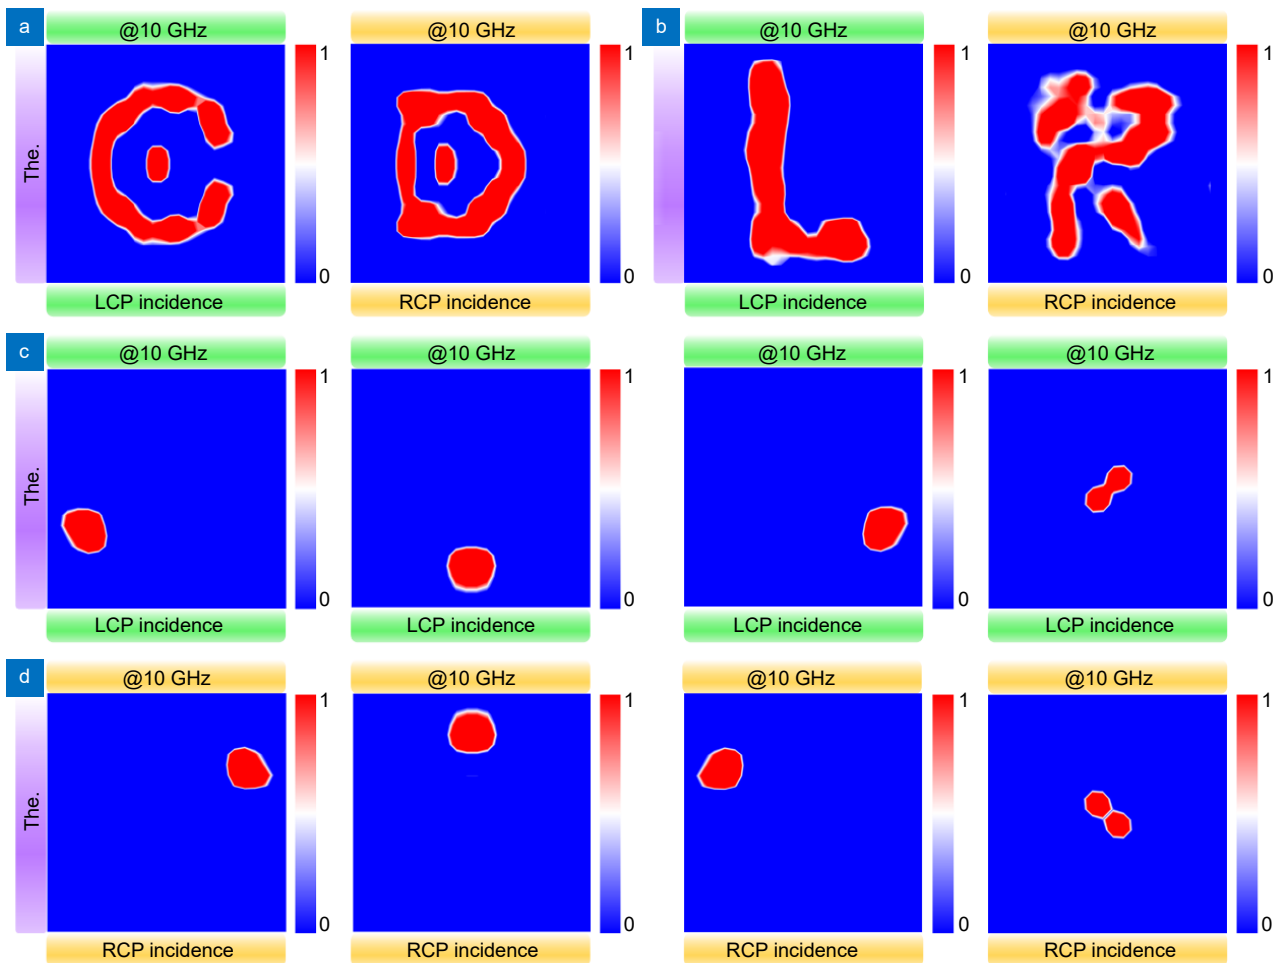 a
@10 GHz
@10 GHz
b
@10 GHz
@10 GHz
The.
1
0
1
0
1
0
1
0
C
D
L
R
LCP incidence
RCP incidence
LCP incidence
RCP incidence
c
@10 GHz
@10 GHz
@10 GHz
@10 GHz
The.
1
0
1
0
1
0
1
0
LCP incidence
LCP incidence
LCP incidence
LCP incidence
d
@10 GHz
@10 GHz
@10 GHz
@10 GHz
The.
1
0
1
0
1
0
1
0
RCP incidence
RCP incidence
RCP incidence
RCP incidence